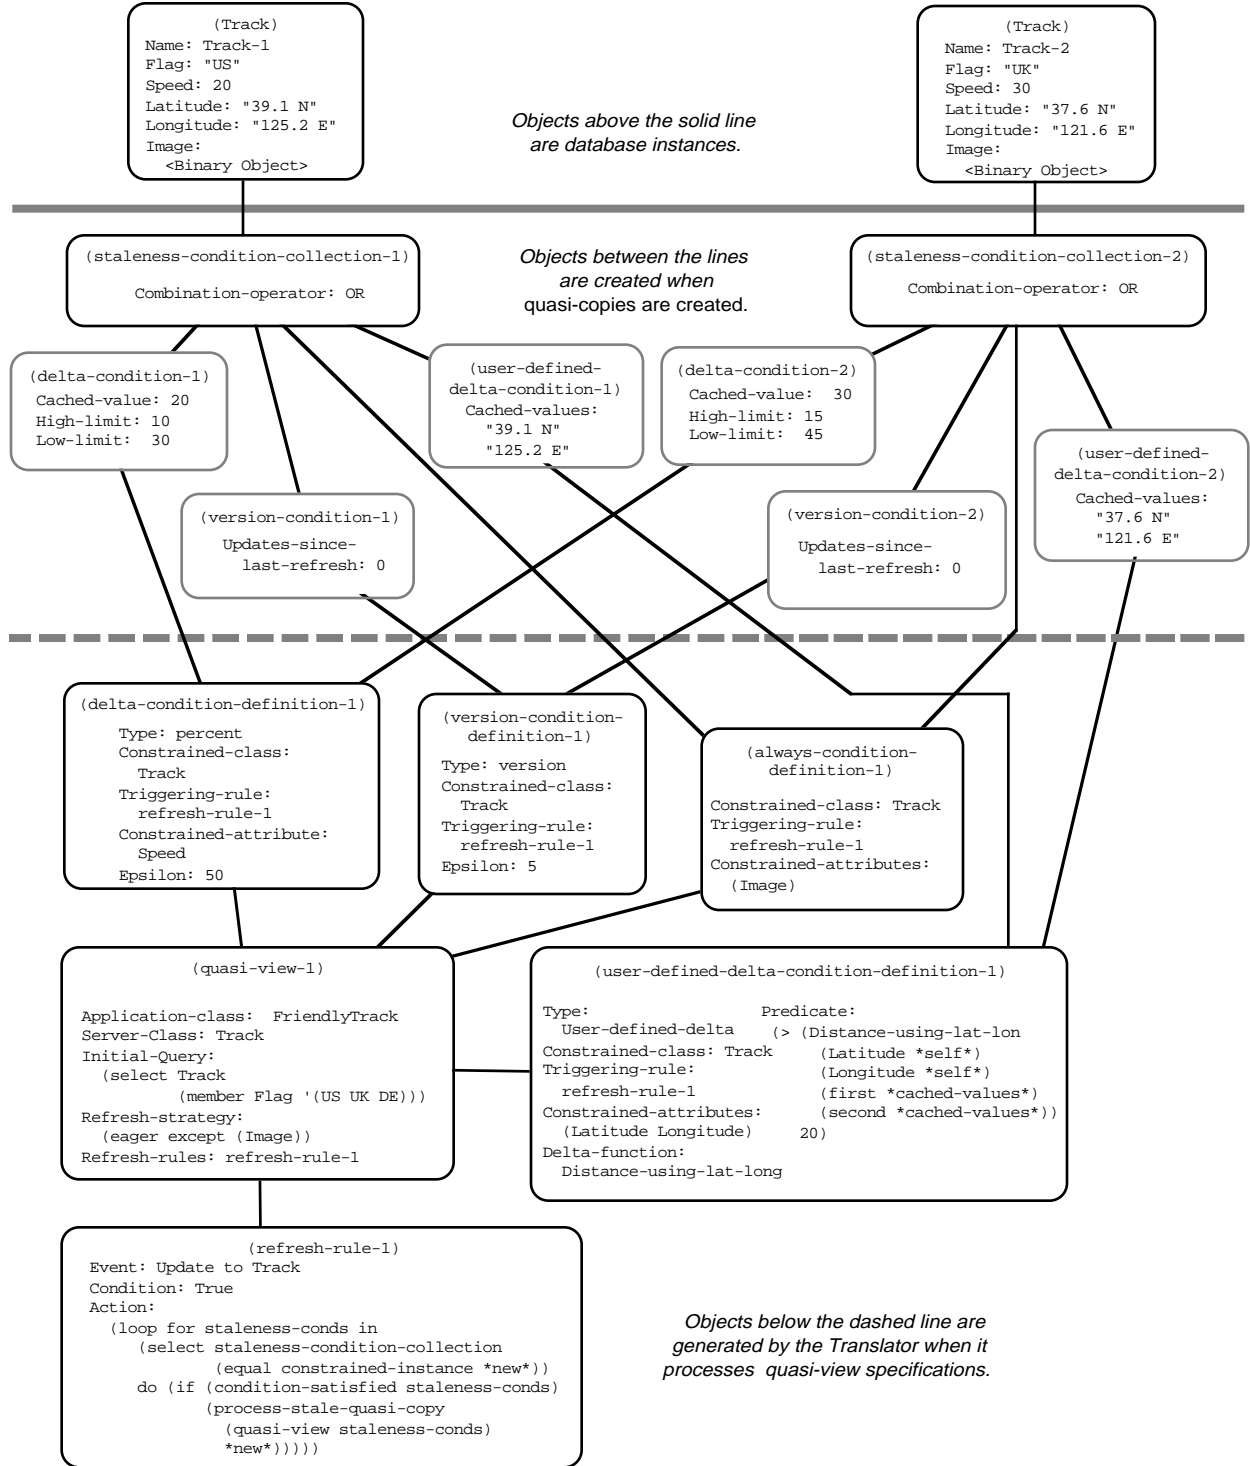 (Track)
Name: Track-1
Flag: "US"
Speed: 20
Latitude: "39.1 N"
Longitude: "125.2 E"
Image:
<Binary Object>
Objects above the solid line
are database instances.
(Track)
Name: Track-2
Flag: "UK"
Speed: 30
Latitude: "37.6 N"
Longitude: "121.6 E"
Image:
<Binary Object>
(staleness-condition-collection-1)
Combination-operator: OR
Objects between the lines
are created when
quasi-copies are created.
(staleness-condition-collection-2)
Combination-operator: OR
(delta-condition-1)
Cached-value: 20
High-limit: 10
Low-limit: 30
(user-defined-
delta-condition-1)
Cached-values:
"39.1 N"
"125.2 E"
(delta-condition-2)
Cached-value: 30
High-limit: 15
Low-limit: 45
(user-defined-
delta-condition-2)
Cached-values:
"37.6 N"
"121.6 E"
(version-condition-1)
Updates-since-
last-refresh: 0
(version-condition-2)
Updates-since-
last-refresh: 0
(delta-condition-definition-1)
Type: percent
Constrained-class:
Track
Triggering-rule:
refresh-rule-1
Constrained-attribute:
Speed
Epsilon: 50
(version-condition-
definition-1)
Type: version
Constrained-class:
Track
Triggering-rule:
refresh-rule-1
Epsilon: 5
(always-condition-
definition-1)
Constrained-class: Track
Triggering-rule:
refresh-rule-1
Constrained-attributes:
(Image)
(quasi-view-1)
Application-class: FriendlyTrack
Server-Class: Track
Initial-Query:
(select Track
(member Flag '(US UK DE)))
Refresh-strategy:
(eager except (Image))
Refresh-rules: refresh-rule-1
(user-defined-delta-condition-definition-1)
Type:
User-defined-delta
Constrained-class: Track
Triggering-rule:
refresh-rule-1
Constrained-attributes:
(Latitude Longitude)
Delta-function:
Distance-using-lat-long
Predicate:
(> (Distance-using-lat-lon
(Latitude *self*)
(Longitude *self*)
(first *cached-values*)
(second *cached-values*))
20)
(refresh-rule-1)
Event: Update to Track
Condition: True
Action:
(loop for staleness-conds in
(select staleness-condition-collection
(equal constrained-instance *new*))
do (if (condition-satisfied staleness-conds)
(process-stale-quasi-copy
(quasi-view staleness-conds)
*new*)))))
Objects below the dashed line are
generated by the Translator when it
processes quasi-view specifications.